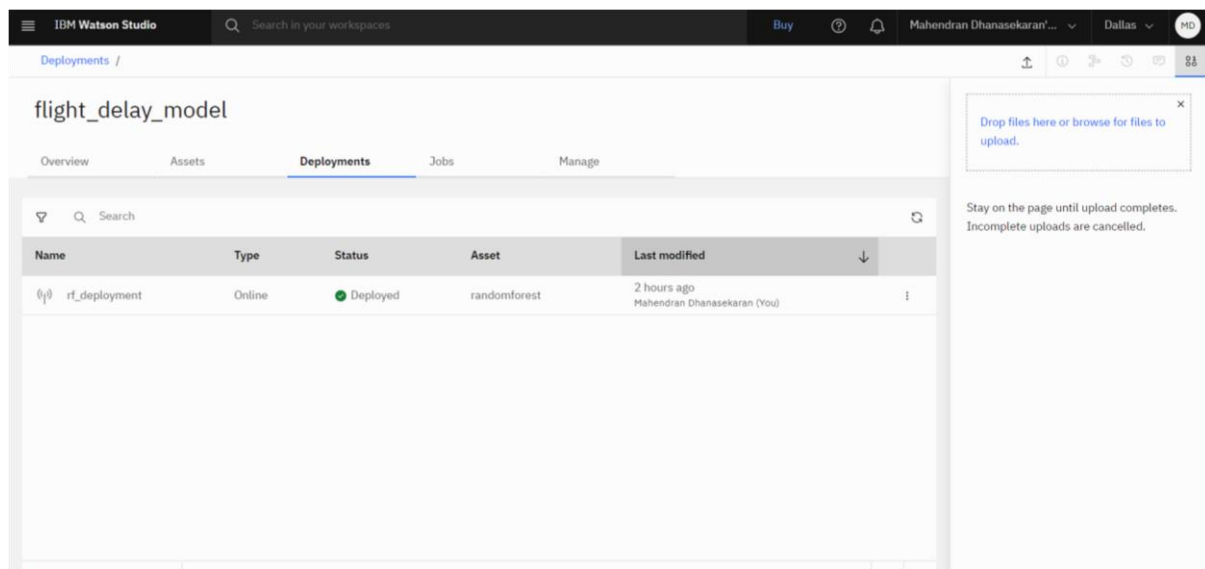 IBM Watson Studio Search in your workspaces Buy Mahendran Dhanasekaran'... Dallas MD
Deployments /
flight_delay_model
Overview Assets Deployments Jobs Manage
Search
Name Type Status Asset Last modified
rf_deployment Online Deployed randomforest 2 hours ago
Mahendran Dhanasekaran (You)
Drop files here or browse for files to
upload.
Stay on the page until upload completes.
Incomplete uploads are cancelled.